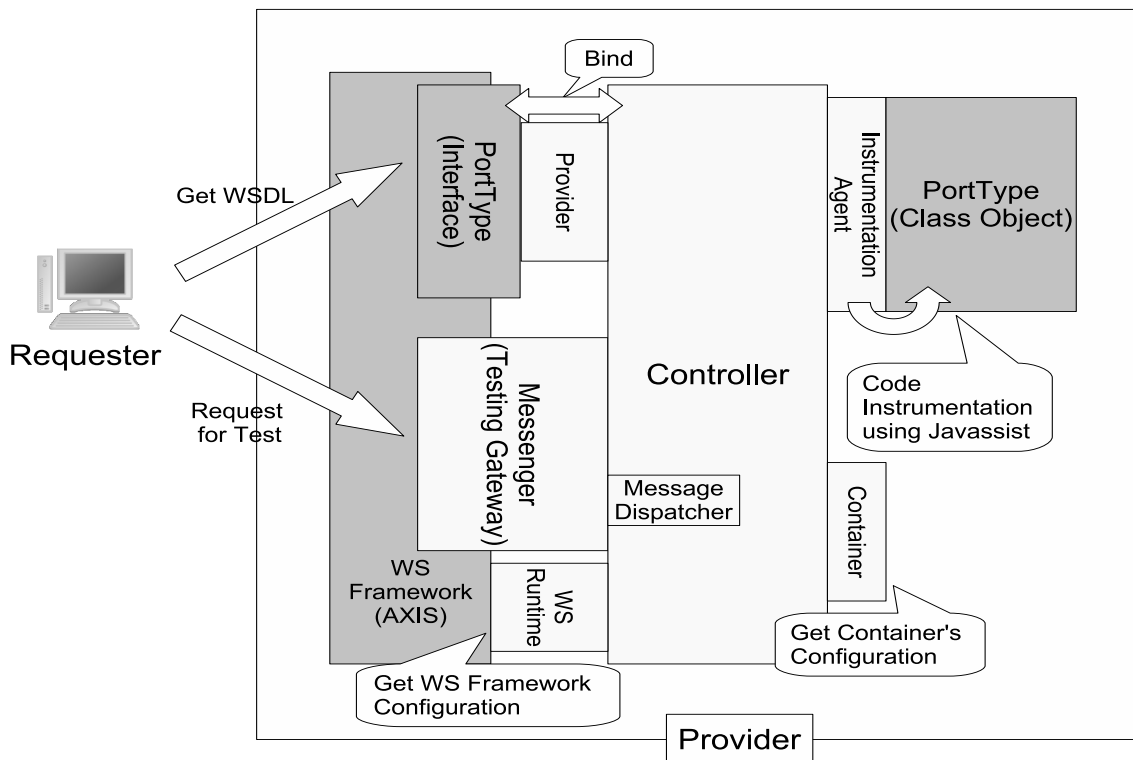 Bind
PortType
(Interface)
Provider
Instrumentation
Agent
PortType
(Class Object)
Get WSDL
Requester
Request
for Test
Messenger
(Testing Gateway)
Controller
Code
Instrumentation
using Javassist
Message
Dispatcher
Container
WS
Framework
(AXIS)
WS
Runtime
Get Container's
Configuration
Get WS Framework
Configuration
Provider